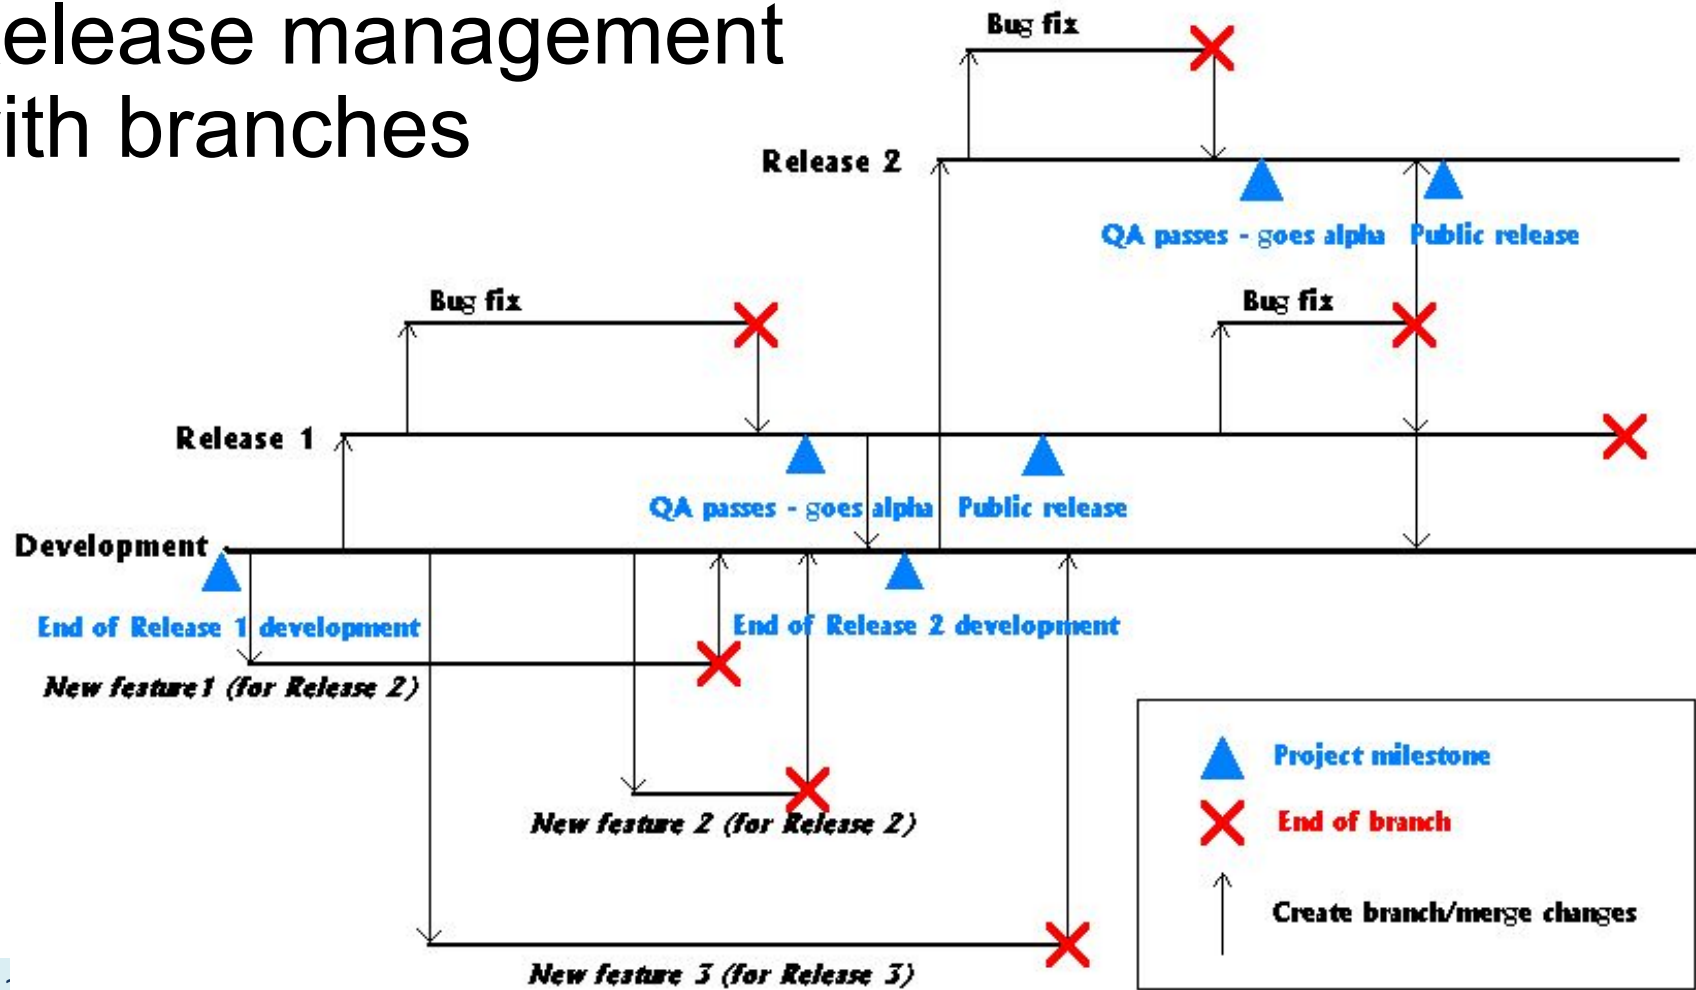 elease management
ith branches
Bug fix
Release 2
QA passes - goes alpha
Public release
Bug fix
Bug fix
Release 1
QA passes - goes alpha
Public release
Development
End of Release 1 development
End of Release 2 development
New feature1 (for Release 2)
New feature 2 (for Release 2)
New feature 3 (for Release 3)
Project milestone
End of branch
Create branch/merge changes